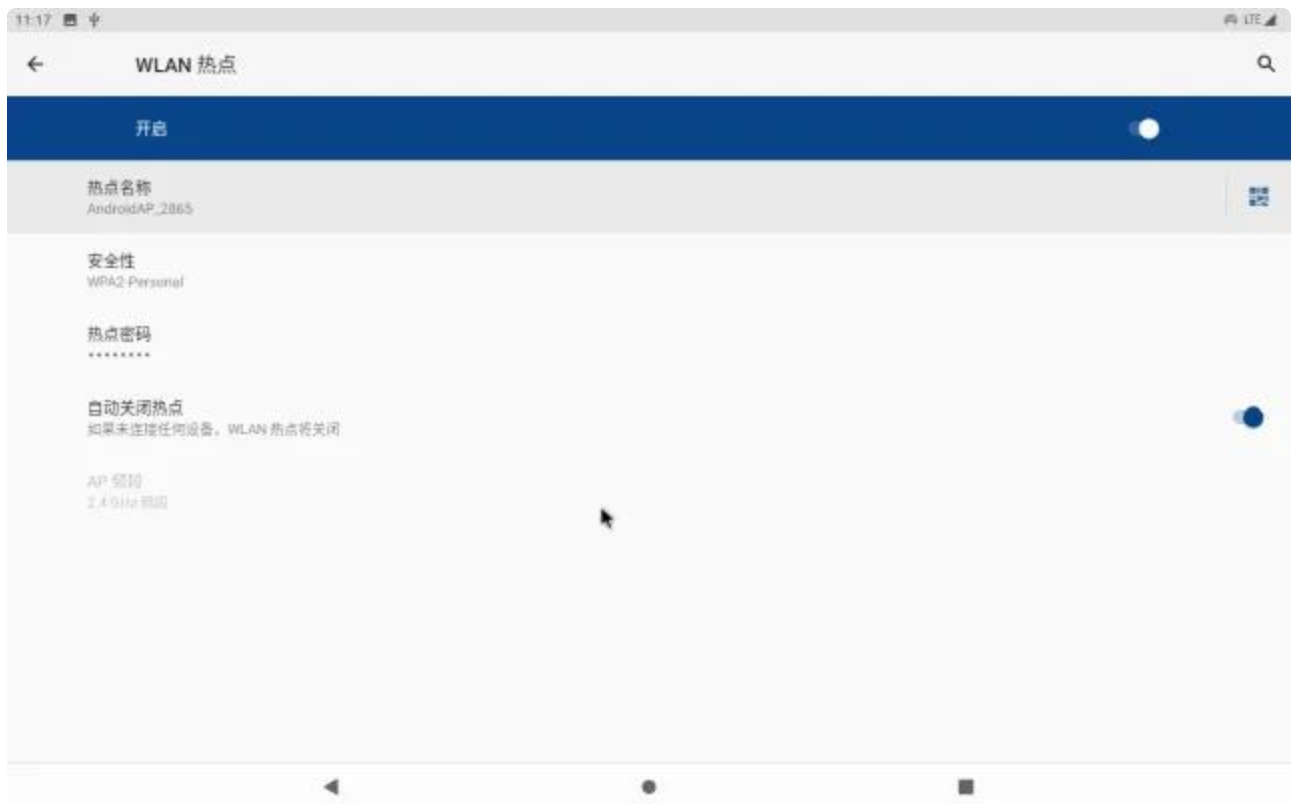 11:17
LTE
WLAN 热点
开启
热点名称
AndroidAP_2865
安全性
WPA2-Personal
热点密码
••••••••
自动关闭热点
如果未连接任何设备，WLAN 热点将关闭
AP 频段
2.4 GHz 频段